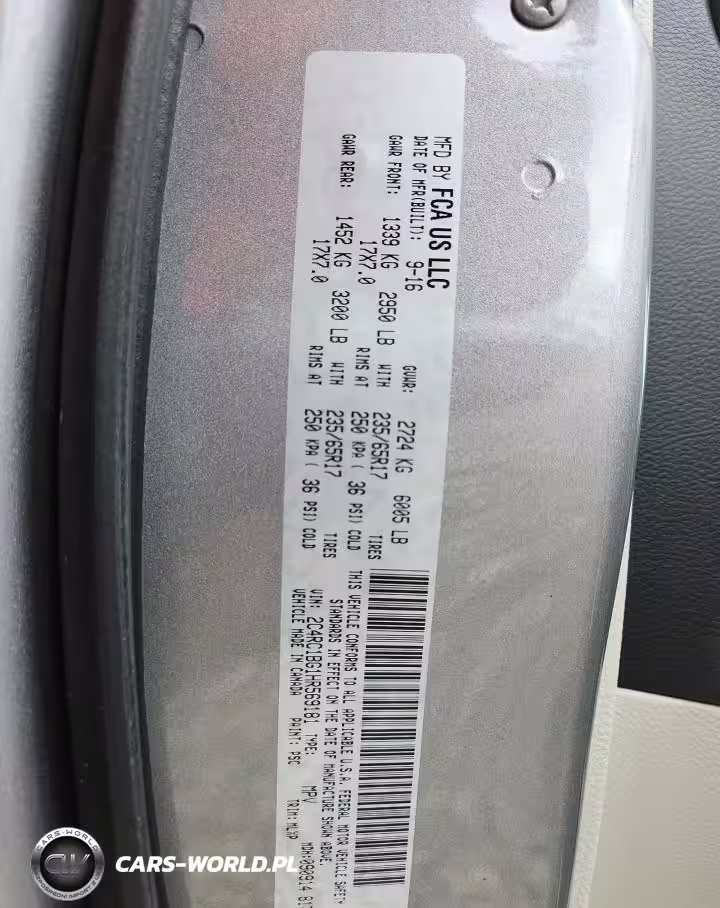 MFD BY FCA US LLC
DATE OF MFR(BUILT): 9-16
GVWR: 2724 KG 6005 LB
GAWR FRONT: 1339 KG 2950 LB WITH 235/65R17 TIRES
17X7.0 RIMS AT 250 KPA ( 36 PSI) COLD
GAWR REAR: 1452 KG 3200 LB WITH 235/65R17 TIRES
17X7.0 RIMS AT 250 KPA ( 36 PSI) COLD
THIS VEHICLE CONFORMS TO ALL APPLICABLE U.S.A. FEDERAL MOTOR VEHICLE SAFETY
STANDARDS IN EFFECT ON THE DATE OF MANUFACTURE SHOWN ABOVE.
VIN: 2C4RC1BG1HR569181 TYPE: MPV
VEHICLE MADE IN CANADA PAINT: PSC
CARS-WORLD.PL
CARS-WORLD